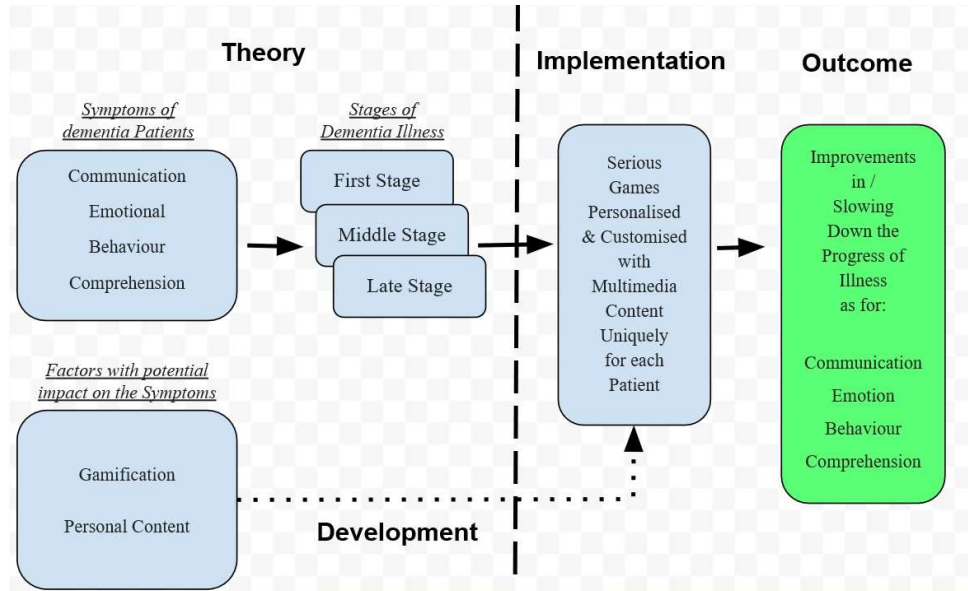 Theory
Implementation
Outcome
Symptoms of
dementia Patients
Communication
Emotional
Behaviour
Comprehension
Stages of
Dementia Illness
First Stage
Middle Stage
Late Stage
Serious
Games
Personalised
& Customised
with
Multimedia
Content
Uniquely
for each
Patient
Improvements
in /
Slowing
Down the
Progress of
Illness
as for:
Communication
Emotion
Behaviour
Comprehension
Factors with potential
impact on the Symptoms
Gamification
Personal Content
Development